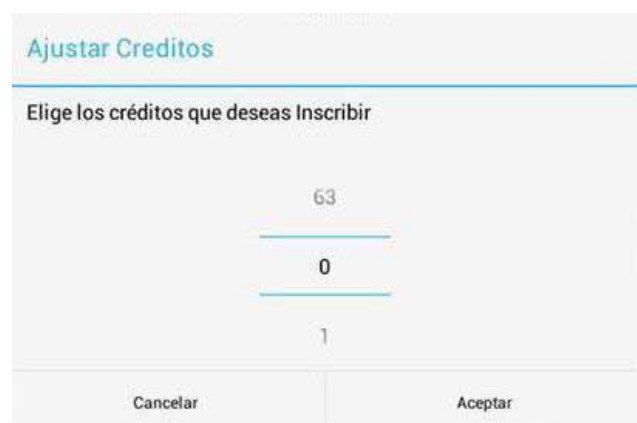 Ajustar Creditos
Elige los créditos que deseas Inscribir
63
0
1
Cancelar Aceptar